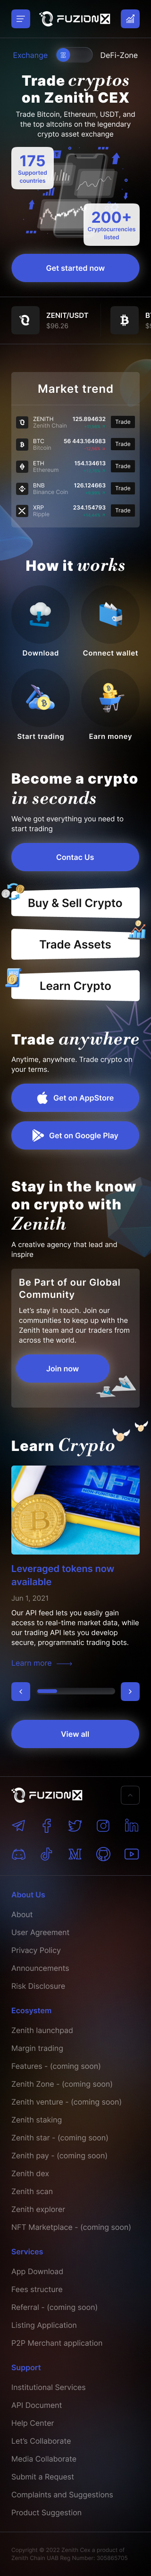 FUZIONX
Exchange
DeFi-Zone
Trade cryptos
on Zenith CEX
Trade Bitcoin, Ethereum, USDT, and
the top altcoins on the legendary
crypto asset exchange
175
Supported
countries
200+
Cryptocurrencies
listed
Get started now
ZENIT/USDT
$96.26
Market trend
ZENITH
Zenith Chain
125.694632
Trade
BTC
Bitcoin
56 443.164983
Trade
ETH
Ethereum
154.134613
Trade
BNB
Binance Coin
126.124663
Trade
XRP
Ripple
234.154793
Trade
How it works
Download
Connect wallet
Start trading
Earn money
Become a crypto
in seconds
We've got everything you need to
start trading
Contac Us
Buy & Sell Crypto
Trade Assets
Learn Crypto
Trade anywhere
Anytime, anywhere. Trade crypto on
your terms.
Get on AppStore
Get on Google Play
Stay in the know
on crypto with
Zenith
A creative agency that lead and
inspire
Be Part of our Global
Community
Let's stay in touch. Join our
communities to keep up with the
Zenith team and our traders from
across the world.
Join now
Learn Crypto
NFT
Leveraged tokens now
available
Jun 1, 2021
Our API feed lets you easily gain
access to real-time market data, while
our trading API lets you develop
secure, programmatic trading bots.
Learn more
View all
FUZIONX
About Us
About
User Agreement
Privacy Policy
Announcements
Risk Disclosure
Ecosystem
Zenith launchpad
Margin trading
Features - (coming soon)
Zenith Zone - (coming soon)
Zenith venture - (coming soon)
Zenith staking
Zenith star - (coming soon)
Zenith pay - (coming soon)
Zenith dex
Zenith scan
Zenith explorer
NFT Marketplace - (coming soon)
Services
App Download
Fees structure
Referral - (coming soon)
Listing Application
P2P Merchant application
Support
Institutional Services
API Document
Help Center
Let's Collaborate
Media Collaborate
Submit a Request
Complaints and Suggestions
Product Suggestion
Copyright © 2022 Zenith Cex a product of
Zenith Chain UAB Reg Number: 305965705